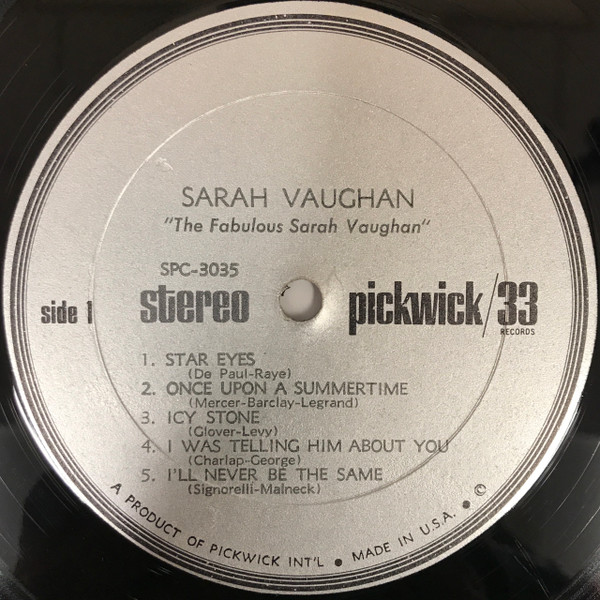 SARAH VAUGHAN
"The Fabulous Sarah Vaughan"
SPC-3035
side 1 stereo pickwick/33
RECORDS
1. STAR EYES
(De Paul-Raye)
2. ONCE UPON A SUMMERTIME
(Mercer-Barclay-Legrand)
3. ICY STONE
(Glover-Levy)
4. I WAS TELLING HIM ABOUT YOU
(Charlap-George)
5. I'LL NEVER BE THE SAME
(Signorelli-Malneck)
A PRODUCT OF PICKWICK INT'L ● MADE IN U.S.A. ● ©